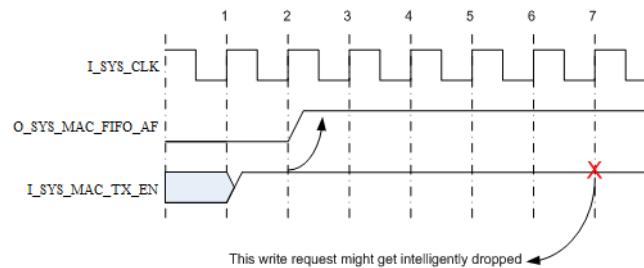 1 2 3 4 5 6 7
I_SYS_CLK
O_SYS_MAC_FIFO_AF
I_SYS_MAC_TX_EN
X
This write request might get intelligently dropped